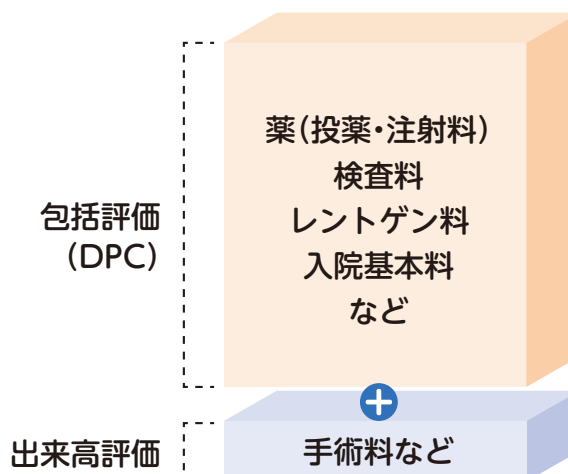 薬(投薬・注射料)
検査料
レントゲン料
入院基本料
など
包括評価
(DPC)
+
出来高評価
手術料など